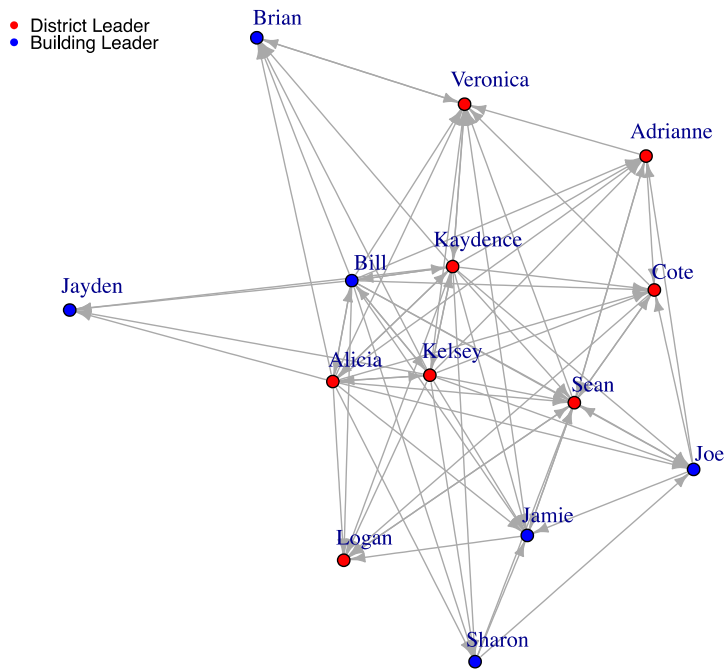 District Leader
Building Leader
Brian
Veronica
Adrianne
Kaydence
Bill
Cote
Jayden
Kelsey
Alicia
Sean
Joe
Jamie
Logan
Sharon